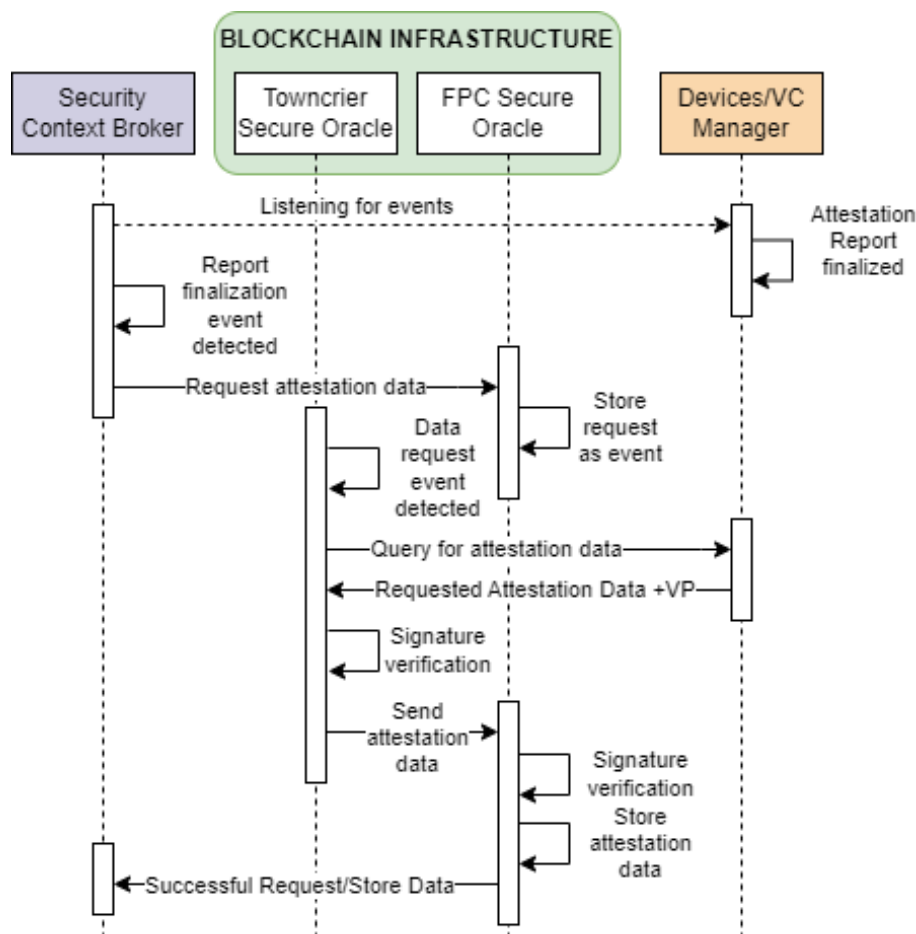 BLOCKCHAIN INFRASTRUCTURE
Security
Context Broker
Towncrier
Secure Oracle
FPC Secure
Oracle
Devices/VC
Manager
Listening for events
Attestation
Report
finalized
Report
finalization
event
detected
Request attestation data
Store
request
as event
Data
request
event
detected
Query for attestation data
Requested Attestation Data +VP
Signature
verification
Send
attestation
data
Signature
verification
Store
attestation
data
Successful Request/Store Data